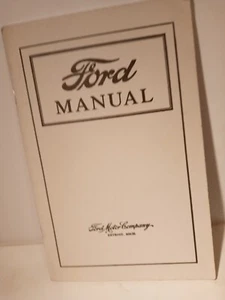 Ford
MANUAL
Ford Motor Company
DETROIT, MICH.